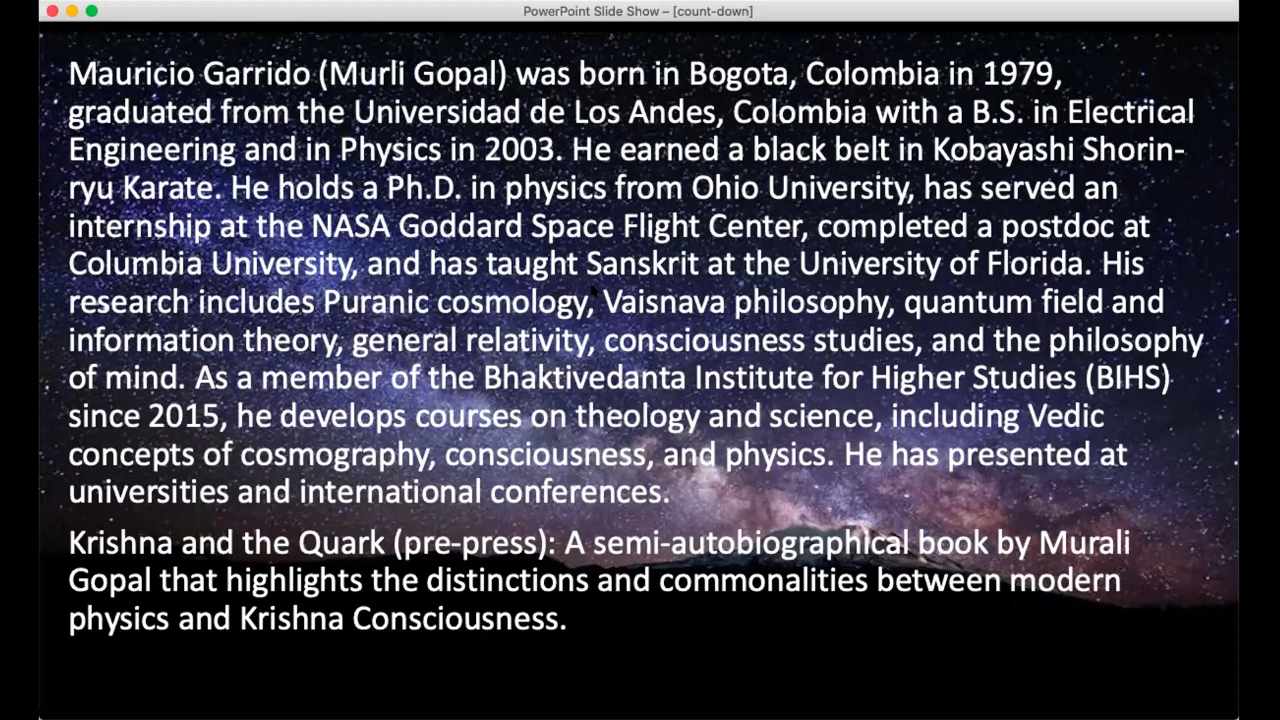 PowerPoint Slide Show – [count-down]
Mauricio Garrido (Murli Gopal) was born in Bogota, Colombia in 1979,
graduated from the Universidad de Los Andes, Colombia with a B.S. in Electrical
Engineering and in Physics in 2003. He earned a black belt in Kobayashi Shorin-
ryu Karate. He holds a Ph.D. in physics from Ohio University, has served an
internship at the NASA Goddard Space Flight Center, completed a postdoc at
Columbia University, and has taught Sanskrit at the University of Florida. His
research includes Puranic cosmology, Vaisnava philosophy, quantum field and
information theory, general relativity, consciousness studies, and the philosophy
of mind. As a member of the Bhaktivedanta Institute for Higher Studies (BIHS)
since 2015, he develops courses on theology and science, including Vedic
concepts of cosmography, consciousness, and physics. He has presented at
universities and international conferences.
Krishna and the Quark (pre-press): A semi-autobiographical book by Murali
Gopal that highlights the distinctions and commonalities between modern
physics and Krishna Consciousness.